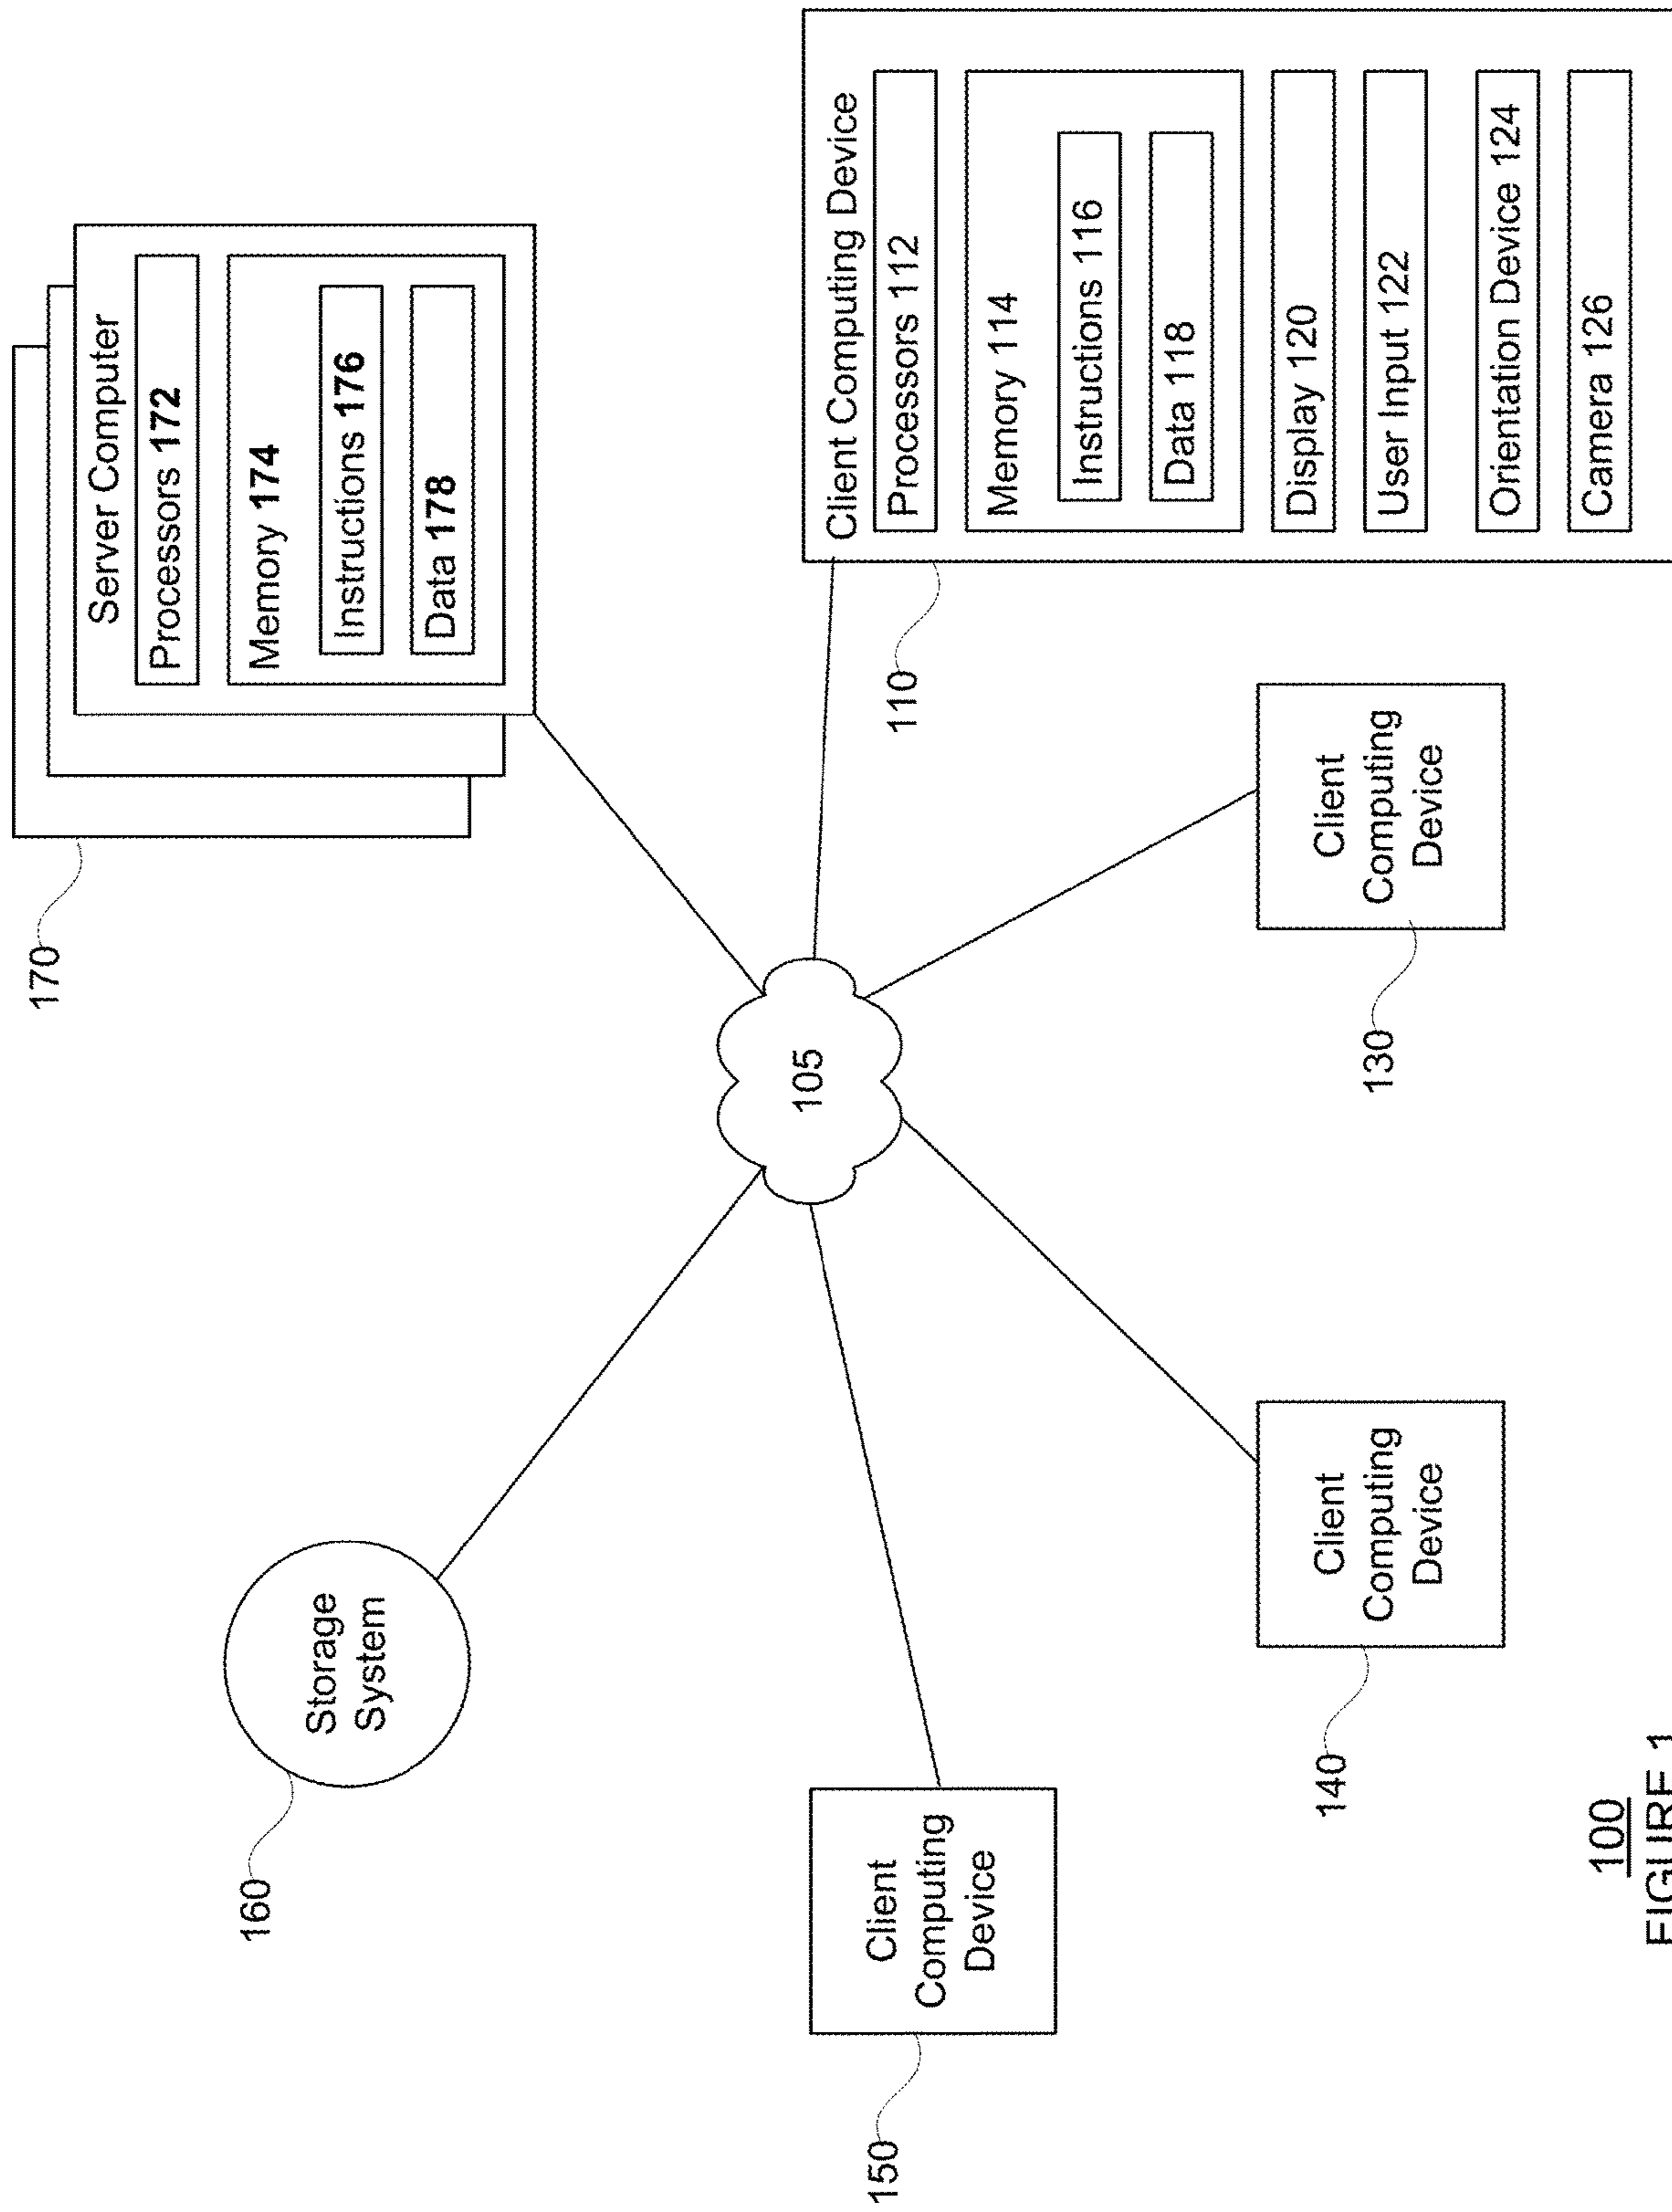 170
Server Computer
Processors 172
Memory 174
Instructions 176
Data 178
Storage
System
160
105
Client Computing Device
Processors 112
Memory 114
Instructions 116
Data 118
Display 120
User Input 122
Orientation Device 124
Camera 126
110
Client
Computing
Device
150
Client
Computing
Device
140
Client
Computing
Device
130
100
FIGURE 1